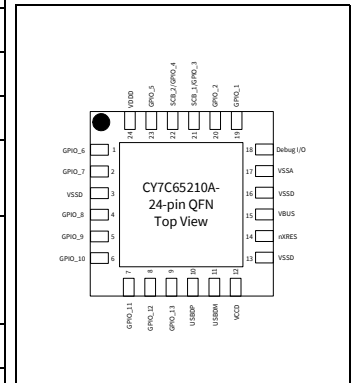 VDDD
GPIO_5
SCB_2/GPIO_4
SCB_1/GPIO_3
GPIO_2
GPIO_1
24
23
22
21
20
19
GPIO_6 1
GPIO_7 2
VSSD 3
GPIO_8 4
GPIO_9 5
GPIO_10 6
CY7C65210A-
24-pin QFN
Top View
18 Debug I/O
17 VSSA
16 VSSD
15 VBUS
14 nXRES
13 VSSD
7
8
9
10
11
12
GPIO_11
GPIO_12
GPIO_13
USBDP
USBDM
VCCD